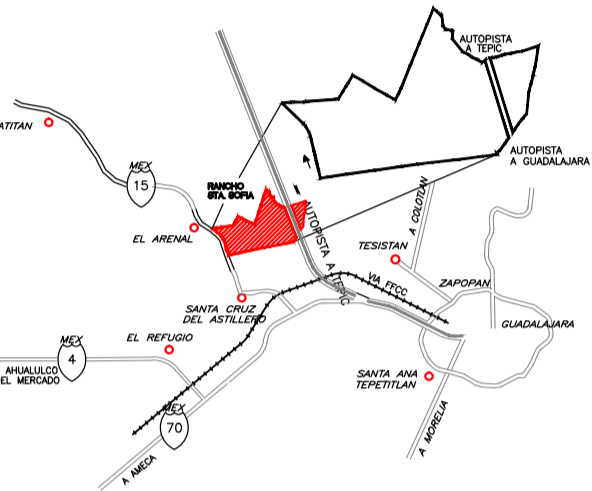 AUTOPISTA
A TEPIC
ATITAN
AUTOPISTA
A GUADALAJARA
MEX
15
RANCHO
STA. SOFIA
A COLOTLAN
AUTOPISTA A TEPIC
EL ARENAL
TESISTAN
VIA FFCC
ZAPOPAN
SANTA CRUZ
DEL ASTILLERO
GUADALAJARA
EL REFUGIO
MEX
4
AHUALULCO
DEL MERCADO
SANTA ANA
TEPETITLAN
MEX
70
A MORELIA
A AMECA